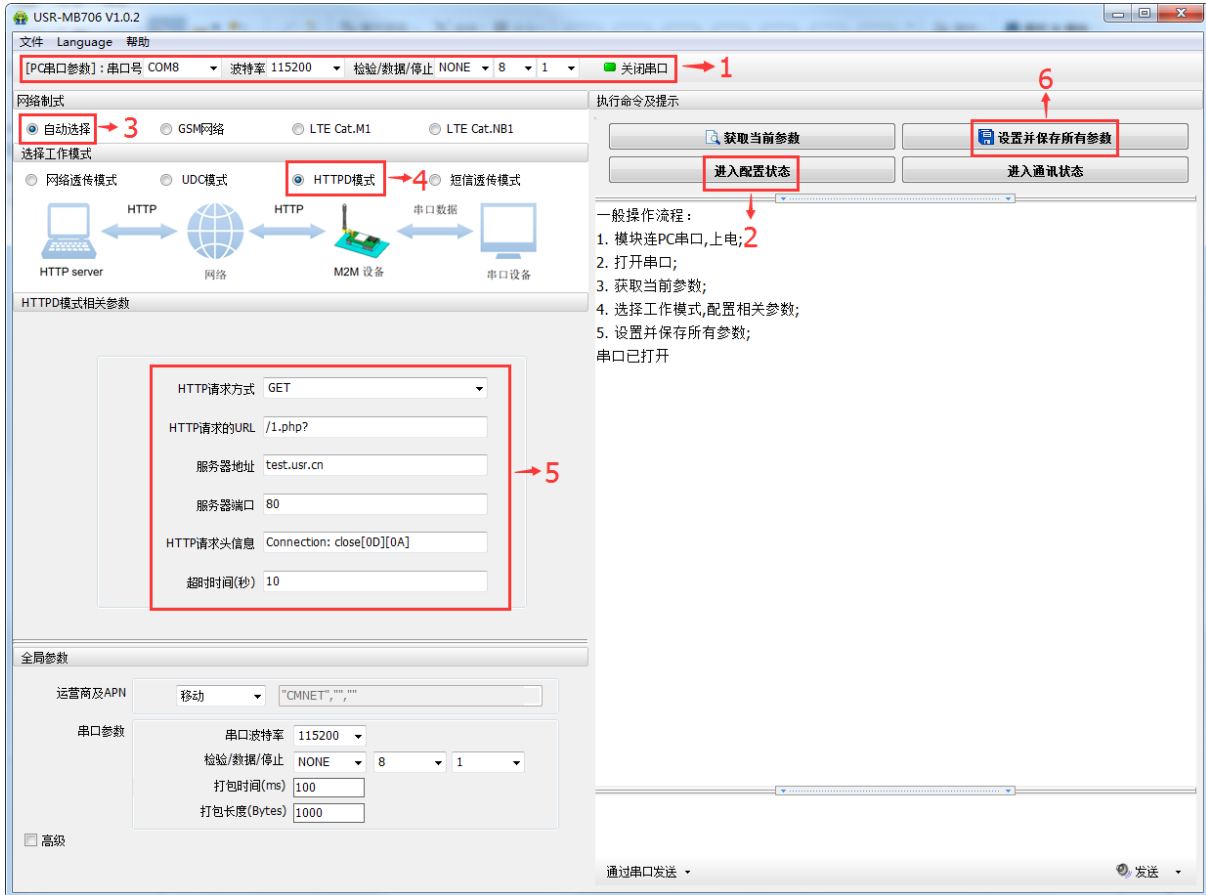 USR-MB706 V1.0.2
文件 Language 帮助
[PC串口参数]：串口号 COM8 波特率 115200 检验/数据/停止 NONE 8 1 关闭串口 1
网络制式
自动选择 3 GSM网络 LTE Cat.M1 LTE Cat.NB1
选择工作模式
网络透传模式 UDC模式 HTTPD模式 4 短信透传模式
HTTP HTTP 串口数据
HTTP server 网络 M2M 设备 串口设备
HTTPD模式相关参数
HTTP请求方式 GET
HTTP请求的URL /1.php?
服务器地址 test.usr.cn
5
服务器端口 80
HTTP请求头信息 Connection: close[0D][0A]
超时时间(秒) 10
全局参数
运营商及APN 移动 "CMNET","",""
串口参数 串口波特率 115200
检验/数据/停止 NONE 8 1
打包时间(ms) 100
打包长度(Bytes) 1000
高级
执行命令及提示
6
获取当前参数 设置并保存所有参数
进入配置状态 进入通讯状态
2
一般操作流程：
1. 模块连PC串口,上电;
2. 打开串口;
3. 获取当前参数;
4. 选择工作模式,配置相关参数;
5. 设置并保存所有参数;
串口已打开
通过串口发送 发送